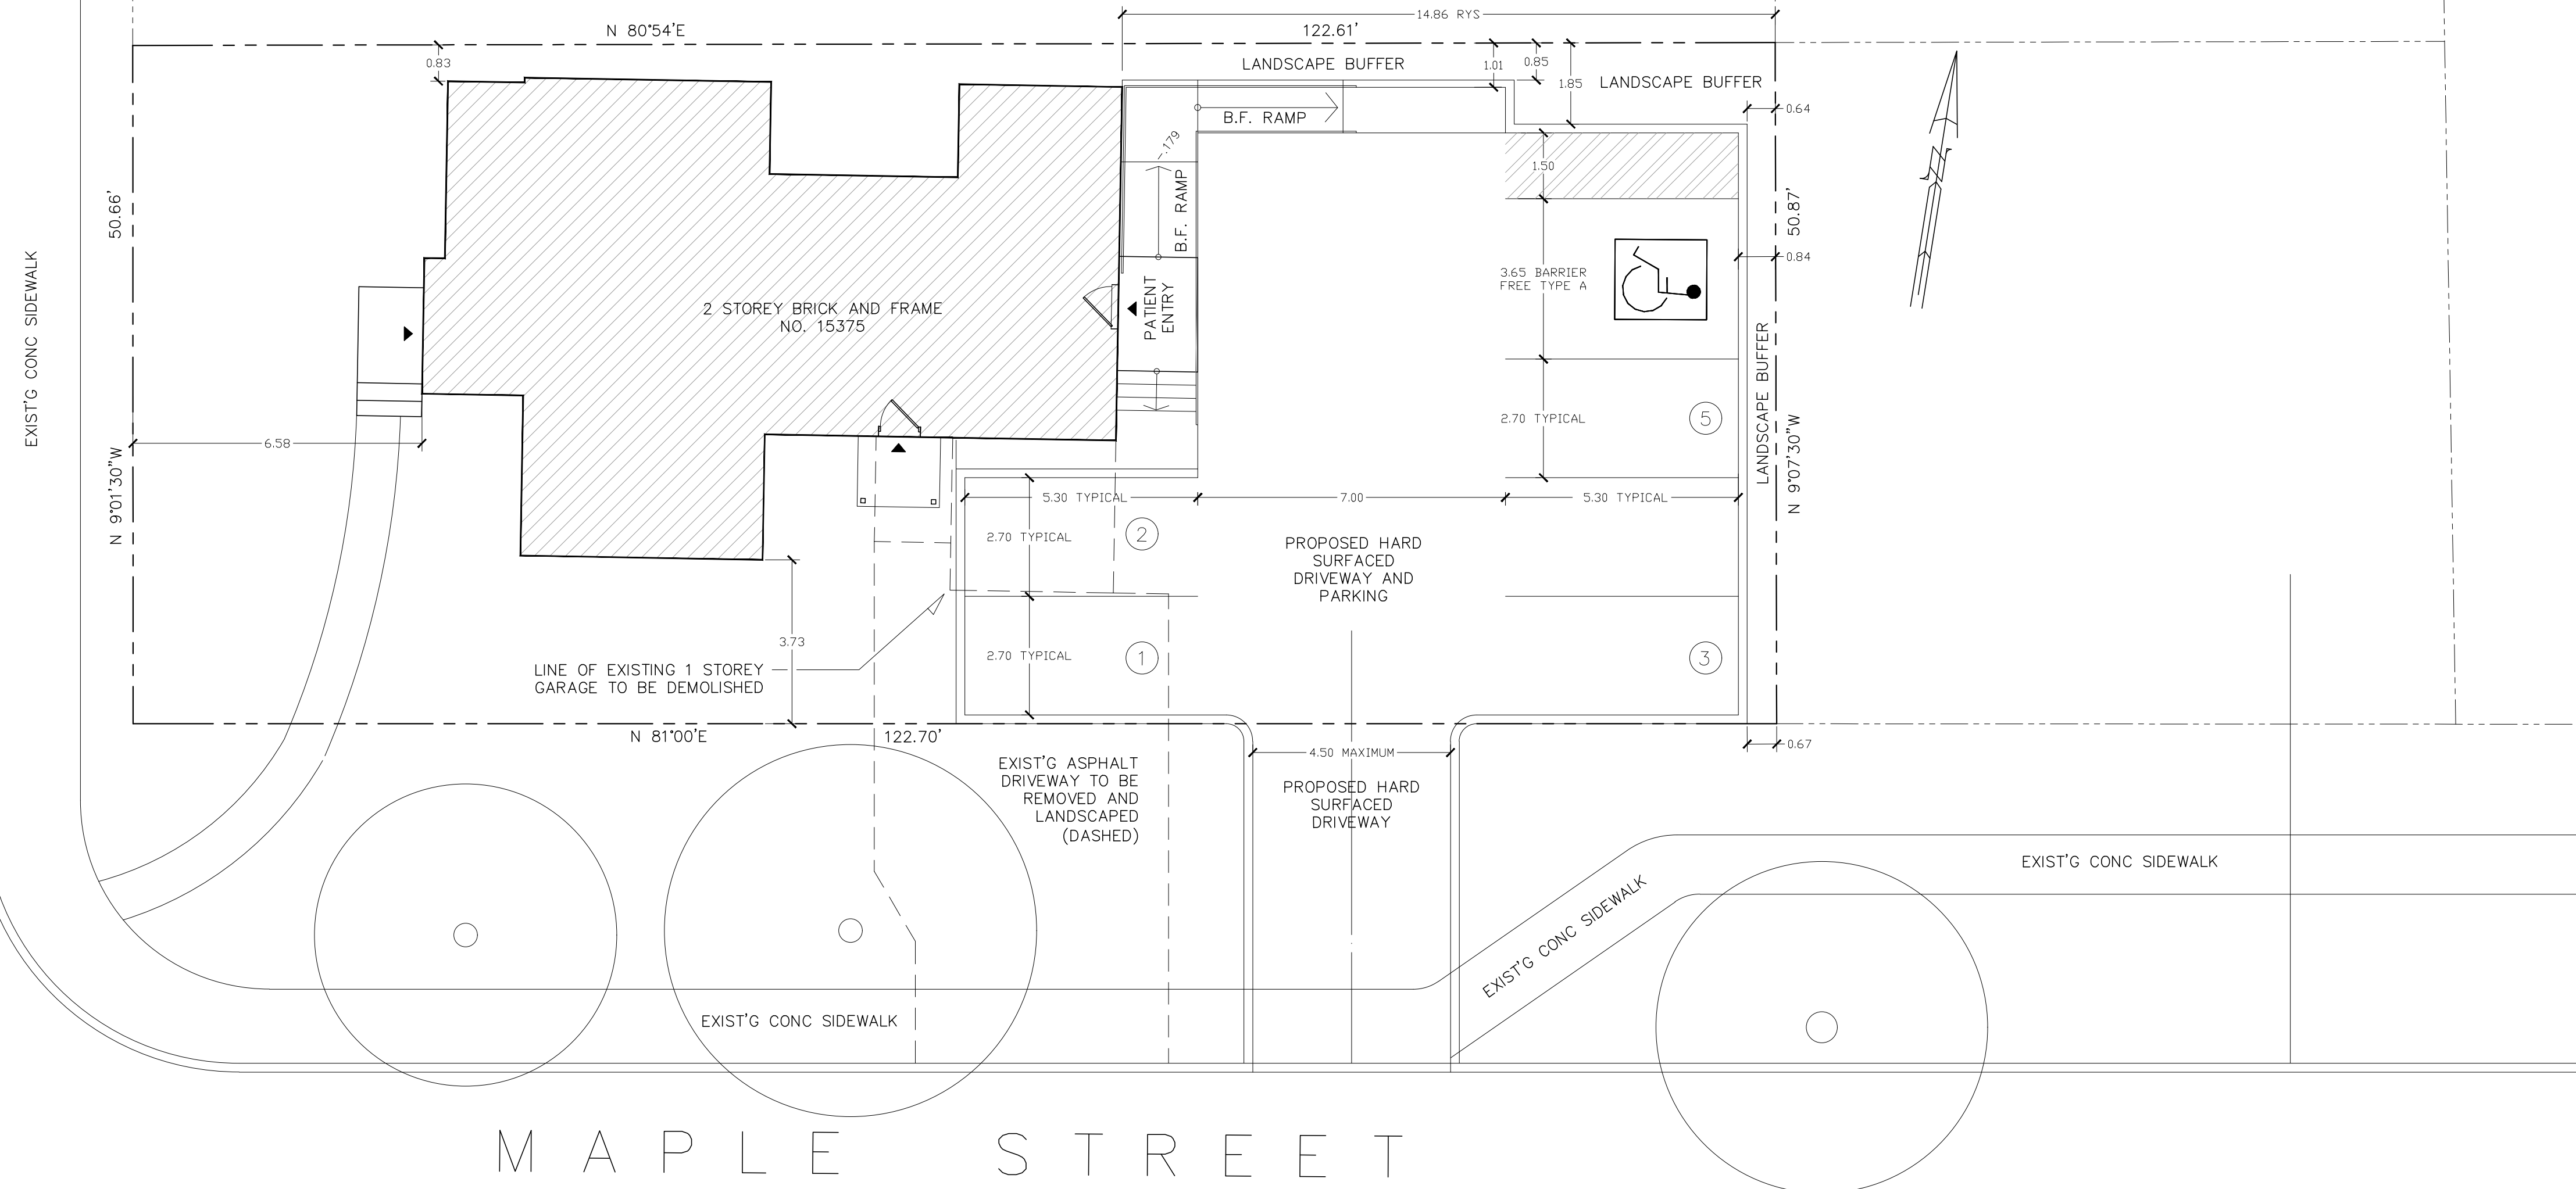 14.86 RYS
N 80°54'E
122.61'
0.83
LANDSCAPE BUFFER
1.01
0.85
1.85
LANDSCAPE BUFFER
0.64
B.F. RAMP
-.179
1.50
50.66'
B.F. RAMP
50.87'
EXIST'G CONC SIDEWALK
0.84
3.65 BARRIER
FREE TYPE A
2 STOREY BRICK AND FRAME
NO. 15375
PATIENT
ENTRY
LANDSCAPE BUFFER
2.70 TYPICAL
5
6.58
N 9°01'30"W
N 9°07'30"W
5.30 TYPICAL
7.00
5.30 TYPICAL
2.70 TYPICAL
2
PROPOSED HARD
SURFACED
DRIVEWAY AND
PARKING
3.73
2.70 TYPICAL
1
3
LINE OF EXISTING 1 STOREY
GARAGE TO BE DEMOLISHED
N 81°00'E
122.70'
4.50 MAXIMUM
0.67
EXIST'G ASPHALT
DRIVEWAY TO BE
REMOVED AND
LANDSCAPED
(DASHED)
PROPOSED HARD
SURFACED
DRIVEWAY
EXIST'G CONC SIDEWALK
EXIST'G CONC SIDEWALK
EXIST'G CONC SIDEWALK
MAPLE STREET